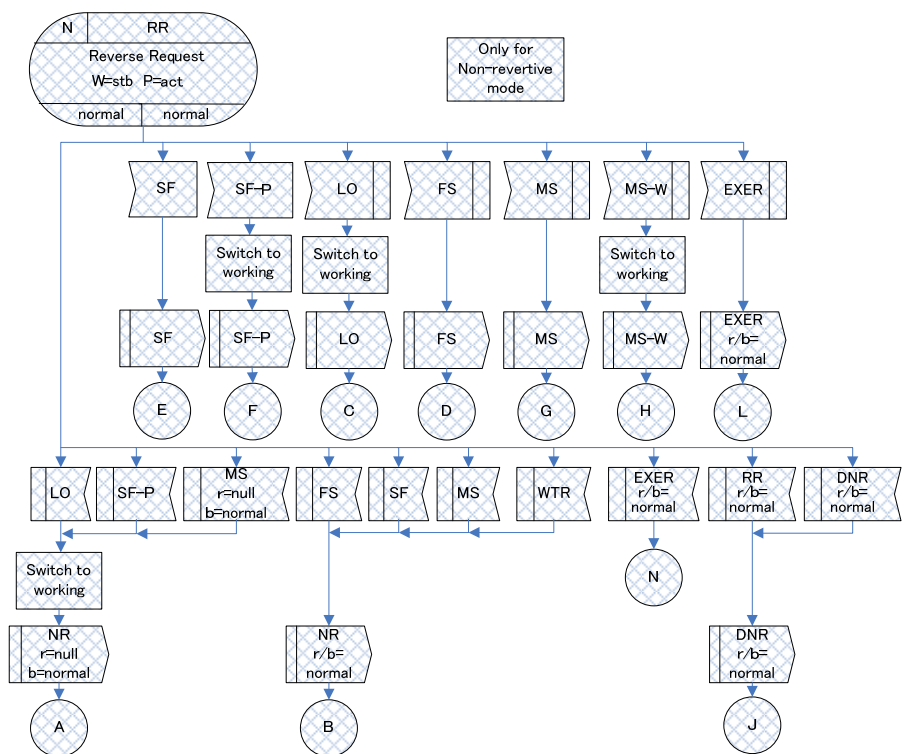 N RR
Reverse Request
W=stb P=act
normal normal
Only for
Non-revertive
mode
SF SF-P LO FS MS MS-W EXER
Switch to
working
Switch to
working
Switch to
working
SF SF-P LO FS MS MS-W
EXER
r/b=
normal
E F C D G H L
LO SF-P
MS
r=null
b=normal
FS SF MS WTR
EXER
r/b=
normal
RR
r/b=
normal
DNR
r/b=
normal
Switch to
working
N
NR
r=null
b=normal
NR
r/b=
normal
DNR
r/b=
normal
A B J